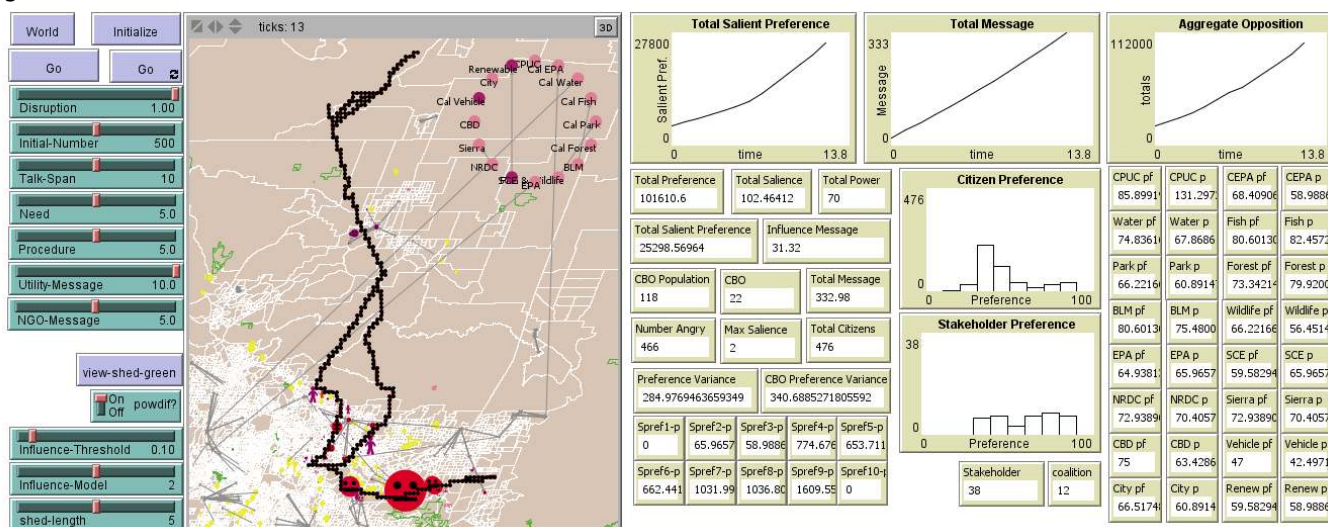 World Initialize
Go Go
Disruption 1.00
Initial-Number 500
Talk-Span 10
Need 5.0
Procedure 5.0
Utility-Message 10.0
NGO-Message 5.0
view-shed-green
On
Off powdif?
Influence-Threshold 0.10
Influence-Model 2
shed-length 5
ticks: 13 3D
CPUC
Renewable Cal EPA
City Cal Water
Cal Vehicle Cal Fish
CBD Cal Park
Sierra Cal Forest
NRDC BLM
EPA
Total Salient Preference
27800
Salient Pref.
0
0 time 13.8
Total Message
333
Message
0
0 time 13.8
Aggregate Opposition
112000
totals
0
0 time 13.8
Total Preference Total Salience Total Power
101610.6 102.46412 70
Total Salient Preference Influence Message
25298.56964 31.32
CBO Population CBO Total Message
118 22 332.98
Number Angry Max Salience Total Citizens
466 2 476
Preference Variance CBO Preference Variance
284.9769463659349 340.6885271805592
Spref1-p Spref2-p Spref3-p Spref4-p Spref5-p
0 65.9657 58.9886 774.676 653.711
Spref6-p Spref7-p Spref8-p Spref9-p Spref10-p
662.441 1031.99 1036.80 1609.55 0
Citizen Preference
476
0
0 Preference 100
Stakeholder Preference
38
0
0 Preference 100
Stakeholder coalition
38 12
CPUC pf CPUC p CEPA pf CEPA p
85.8991 131.297 68.4090 58.9886
Water pf Water p Fish pf Fish p
74.8361 67.8686 80.6013 82.4572
Park pf Park p Forest pf Forest p
66.2216 60.8914 73.3421 79.9200
BLM pf BLM p Wildlife pf Wildlife p
80.6013 75.4800 66.22166 56.4514
EPA pf EPA p SCE pf SCE p
64.9381 65.9657 59.58294 65.9657
NRDC pf NRDC p Sierra pf Sierra p
72.9389 70.4057 72.9389 70.4057
CBD pf CBD p Vehicle pf Vehicle p
75 63.4286 47 42.4971
City pf City p Renew pf Renew p
66.5174 60.8914 59.58294 58.9886